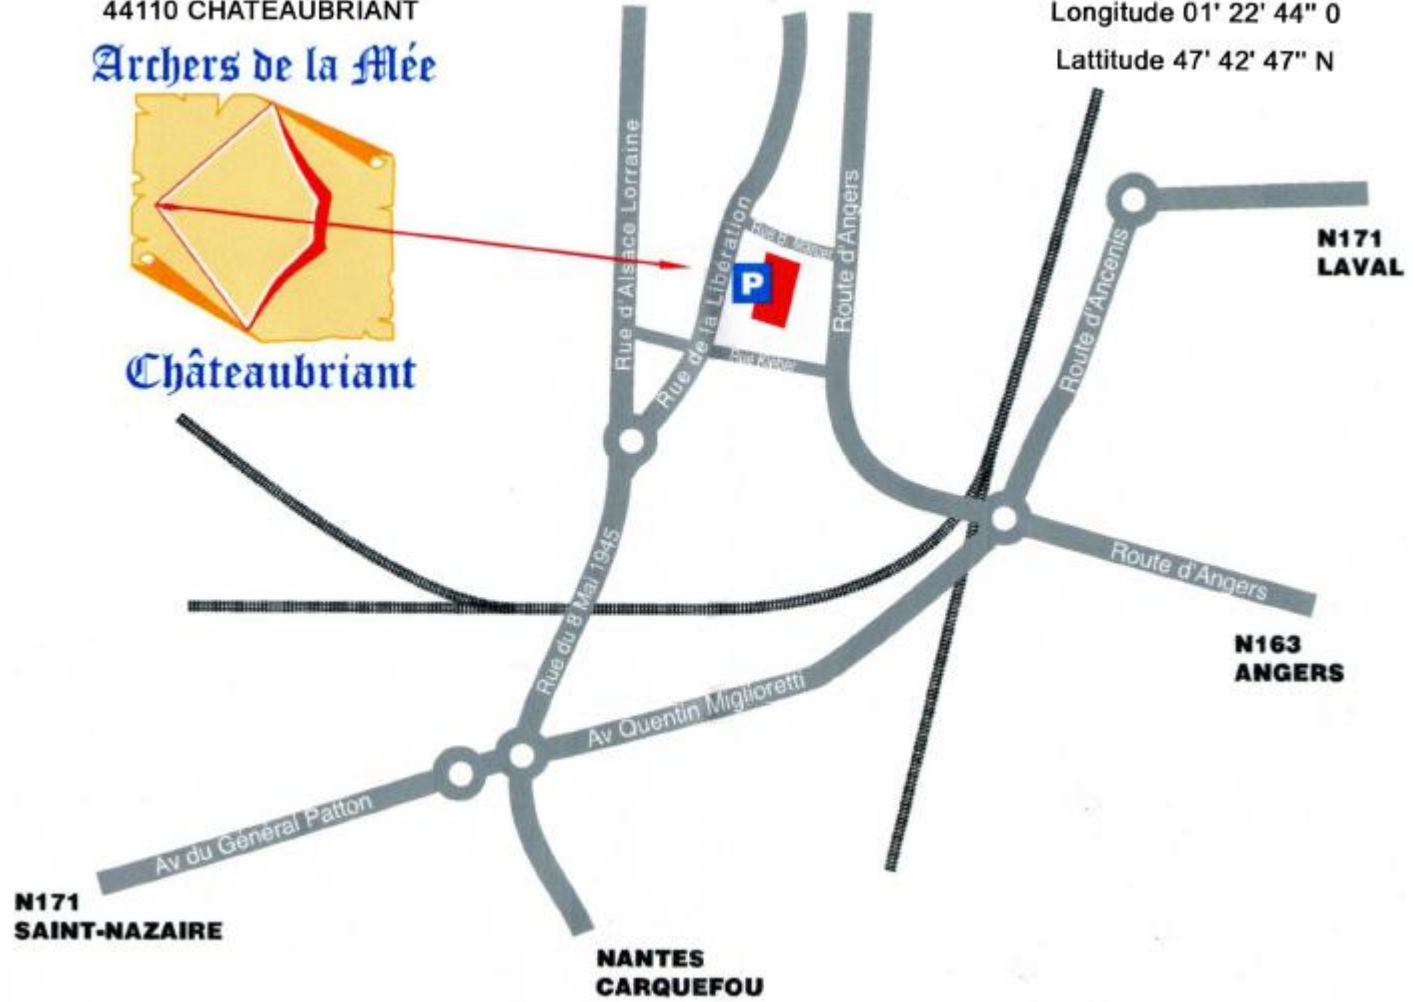 44110 CHATEAUBRIANT
Longitude 01' 22' 44" 0
Lattitude 47' 42' 47" N
Archers de la Mée
Châteaubriant
Rue d'Alsace Lorraine
Rue de la Libération
Rue B. Marcet
Route d'Angers
P
Rue Kléber
Route d'Ancenis
N171
LAVAL
Rue du 8 Mai 1945
Route d'Angers
N163
ANGERS
Av Quentin Miglioretti
Av du Général Patton
N171
SAINT-NAZAIRE
NANTES
CARQUEFOU